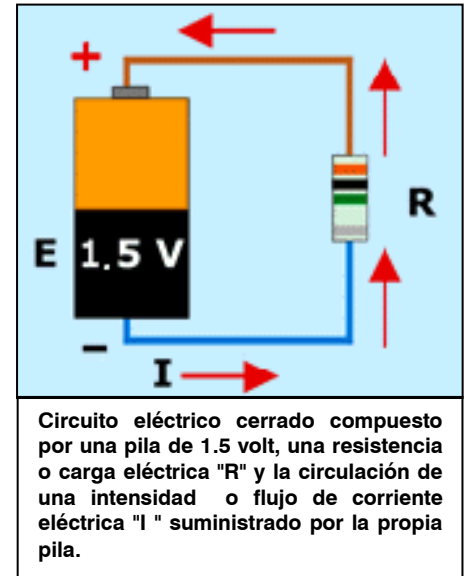 +
R
E 1.5 V
–
I
Circuito eléctrico cerrado compuesto
por una pila de 1.5 volt, una resistencia
o carga eléctrica "R" y la circulación de
una intensidad o flujo de corriente
eléctrica "I " suministrado por la propia
pila.